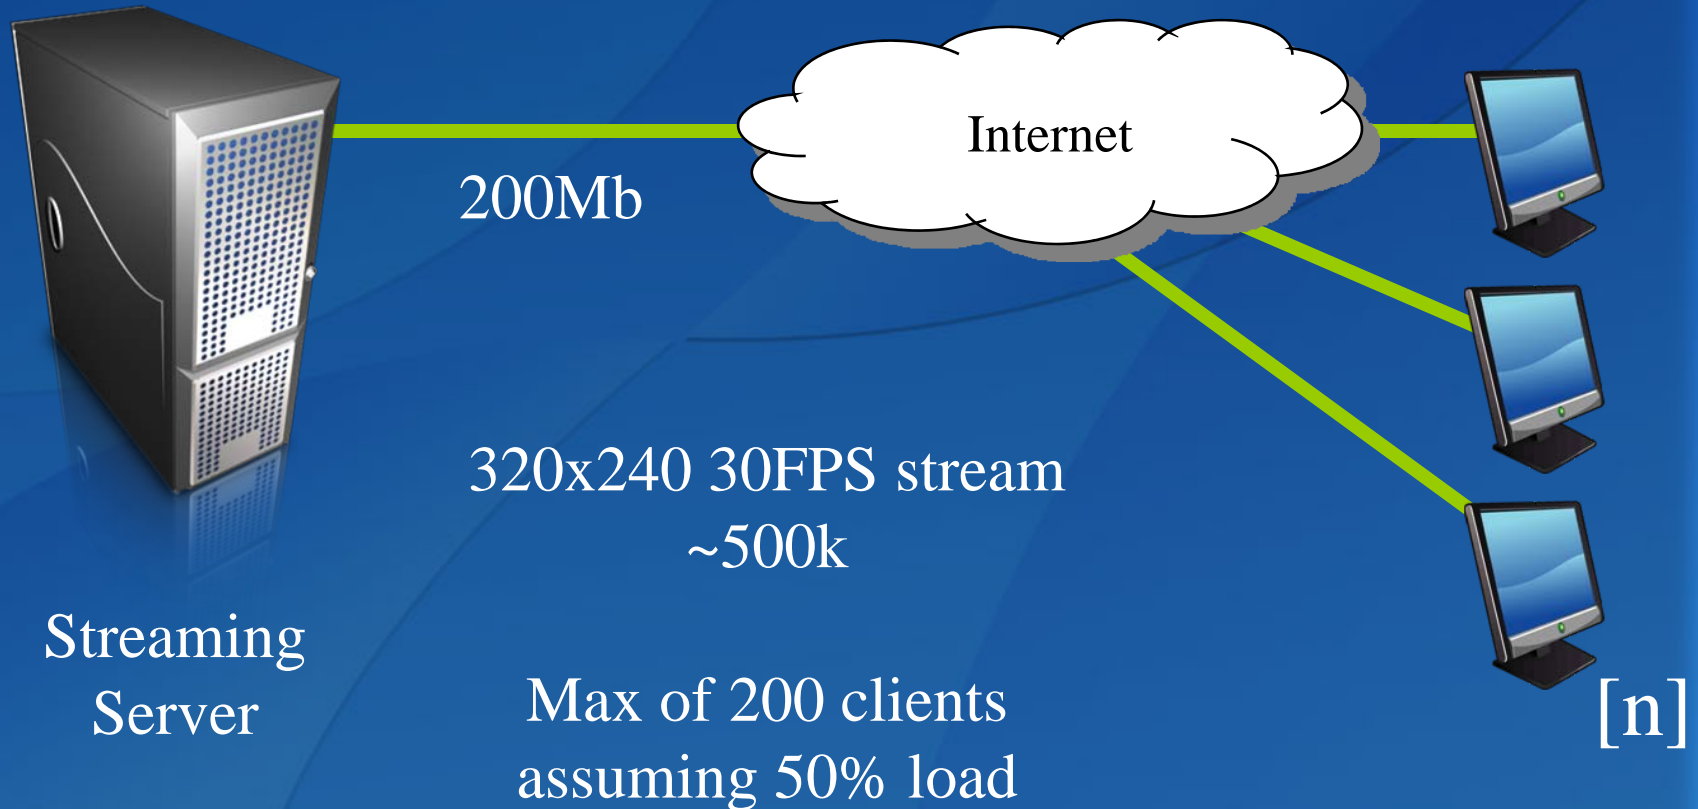 Internet
200Mb
320x240 30FPS stream
~500k
Streaming
Server
Max of 200 clients
assuming 50% load
[n]